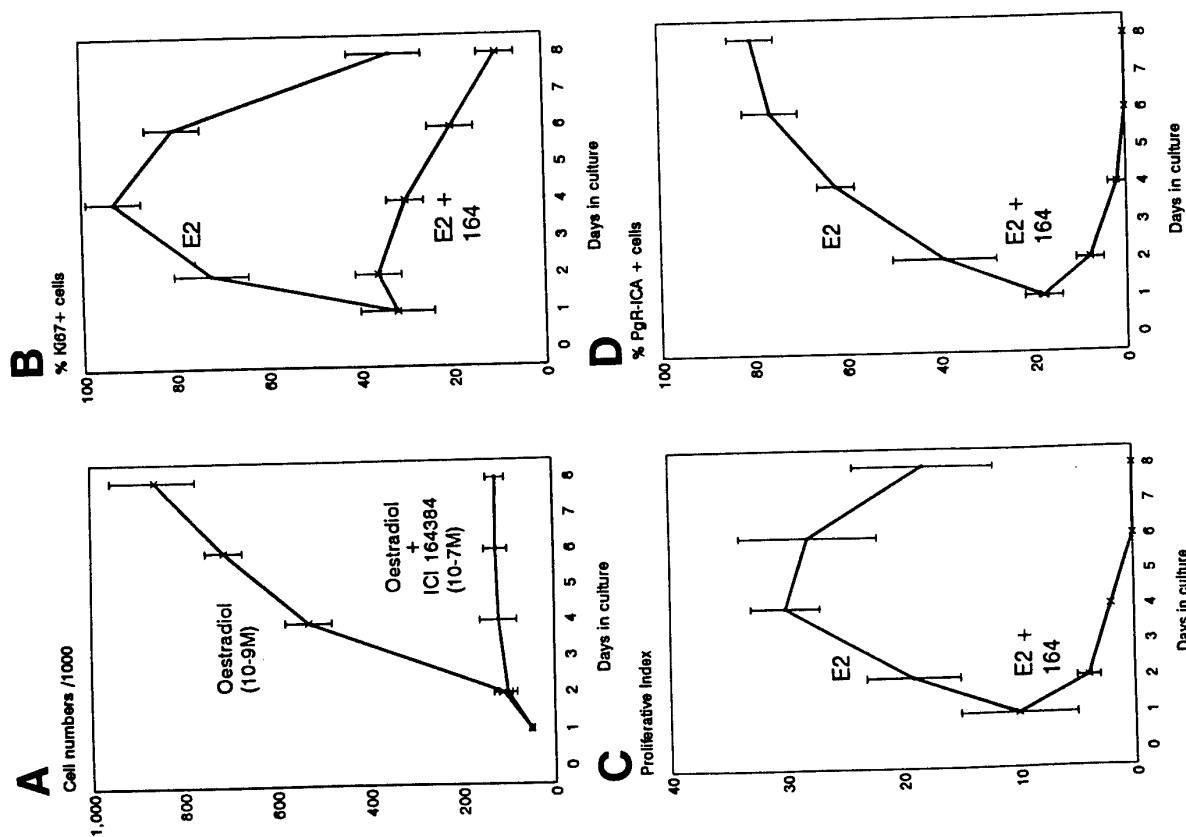 A
Cell numbers /1000
1,000
800
600
400
200
0
Oestradiol
(10-9M)
Oestradiol
+
ICI 164384
(10-7M)
0 1 2 3 4 5 6 7 8
Days in culture
B
% Ki67+ cells
100
80
60
40
20
0
E2
E2 +
164
0 1 2 3 4 5 6 7 8
Days in culture
C
Proliferative Index
40
30
20
10
0
E2
E2 +
164
0 1 2 3 4 5 6 7 8
Days in culture
D
% PgR-ICA + cells
100
80
60
40
20
0
E2
E2 +
164
0 1 2 3 4 5 6 7 8
Days in culture